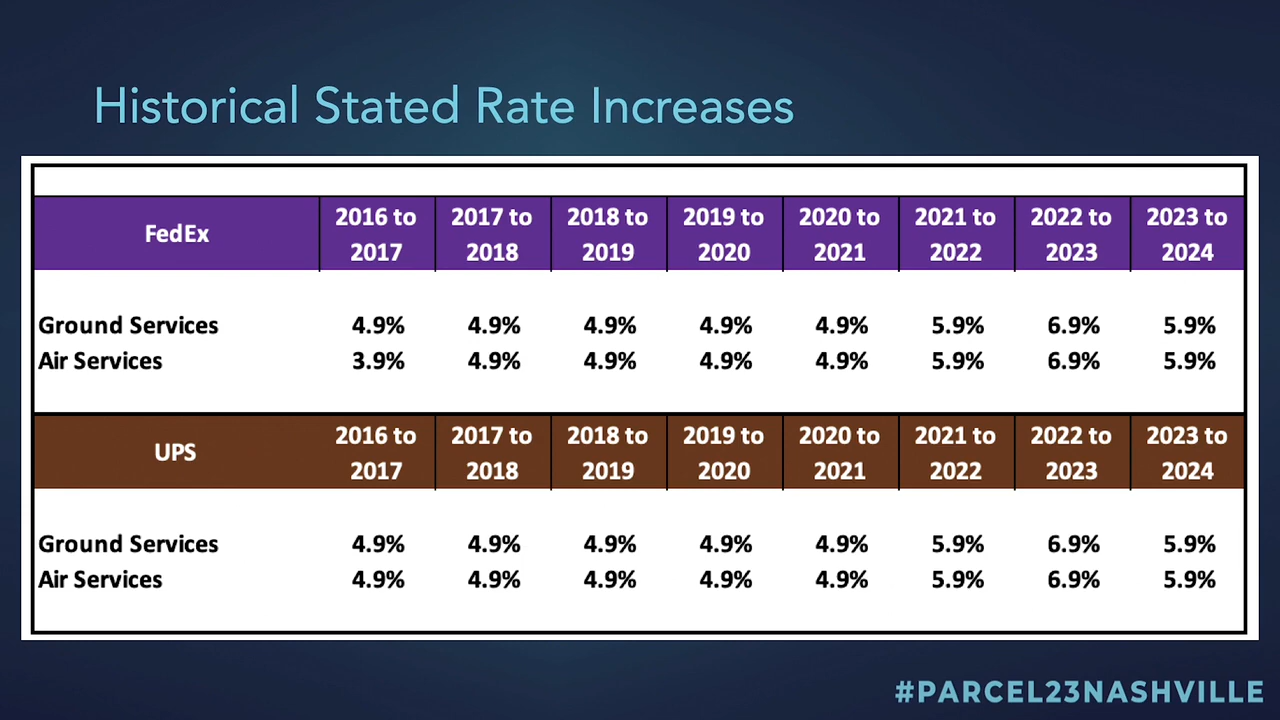 Historical Stated Rate Increases
FedEx 2016 to 2017 2017 to 2018 2018 to 2019 2019 to 2020 2020 to 2021 2021 to 2022 2022 to 2023 2023 to 2024
Ground Services 4.9% 4.9% 4.9% 4.9% 4.9% 5.9% 6.9% 5.9%
Air Services 3.9% 4.9% 4.9% 4.9% 4.9% 5.9% 6.9% 5.9%
UPS 2016 to 2017 2017 to 2018 2018 to 2019 2019 to 2020 2020 to 2021 2021 to 2022 2022 to 2023 2023 to 2024
Ground Services 4.9% 4.9% 4.9% 4.9% 4.9% 5.9% 6.9% 5.9%
Air Services 4.9% 4.9% 4.9% 4.9% 4.9% 5.9% 6.9% 5.9%
#PARCEL23NASHVILLE